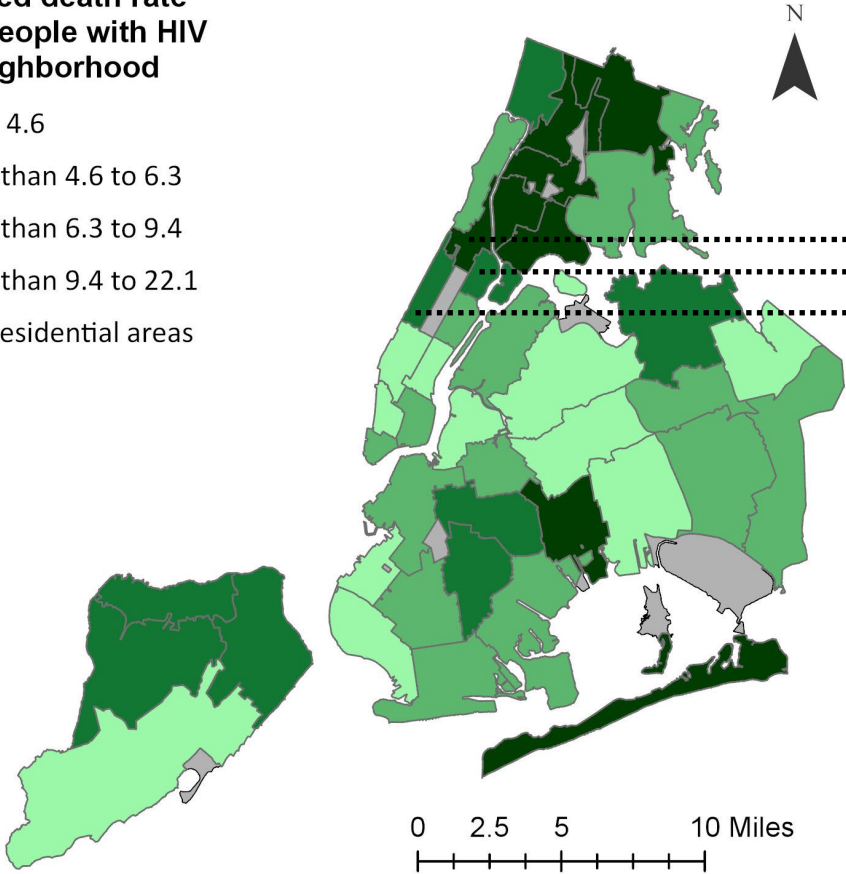 ed death rate
eople with HIV
ghborhood
4.6
than 4.6 to 6.3
than 6.3 to 9.4
than 9.4 to 22.1
esidential areas
N
0 2.5 5 10 Miles